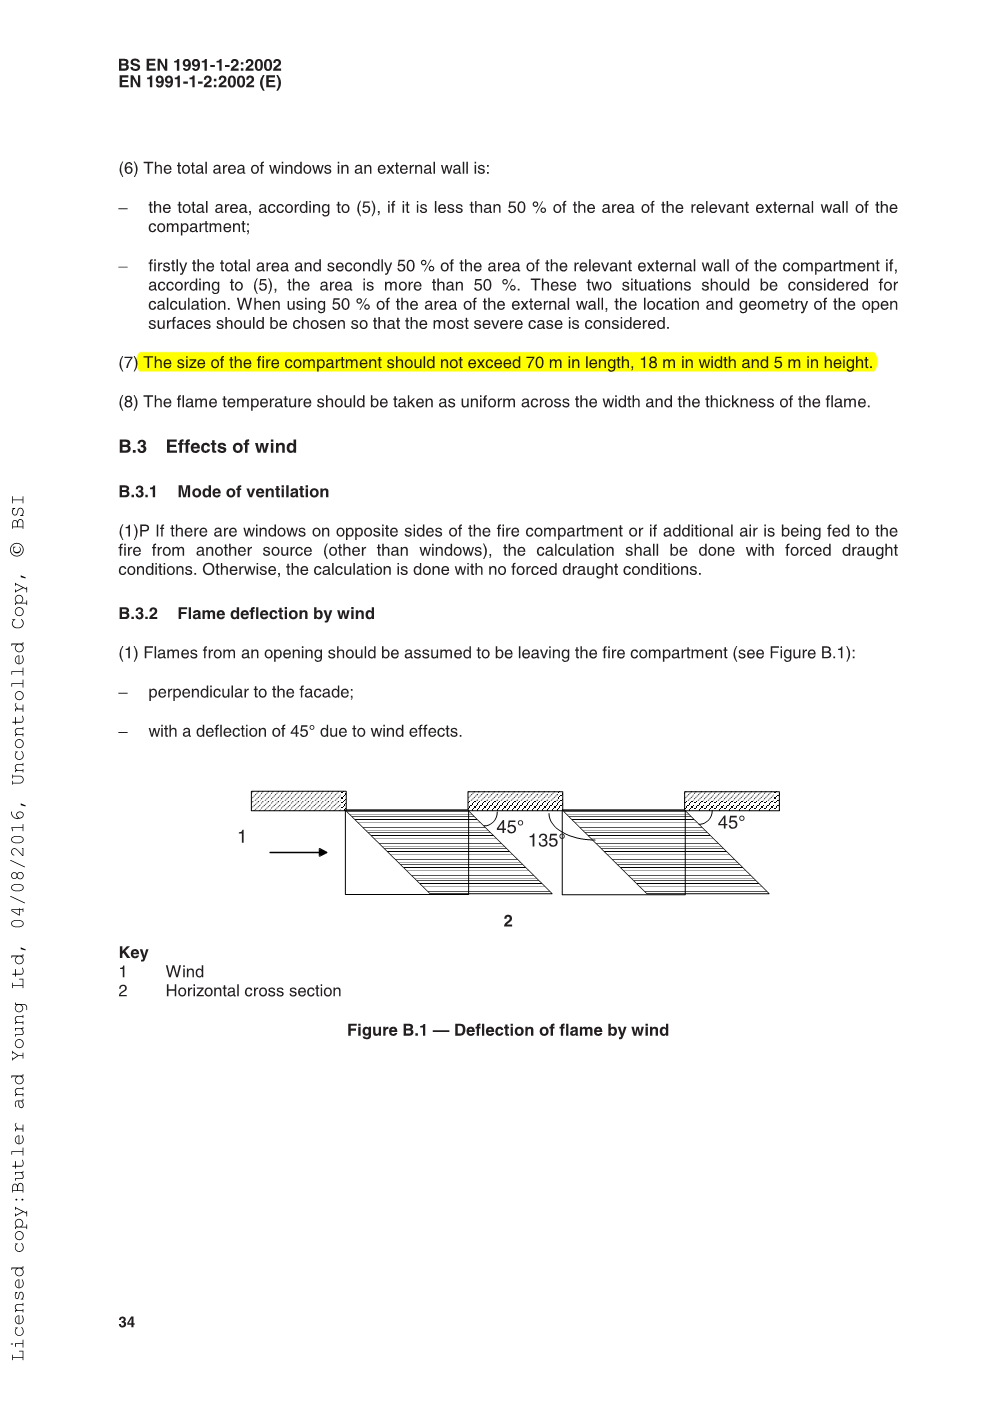 BS EN 1991-1-2:2002
EN 1991-1-2:2002 (E)
(6) The total area of windows in an external wall is:
– the total area, according to (5), if it is less than 50 % of the area of the relevant external wall of the
compartment;
– firstly the total area and secondly 50 % of the area of the relevant external wall of the compartment if,
according to (5), the area is more than 50 %. These two situations should be considered for
calculation. When using 50 % of the area of the external wall, the location and geometry of the open
surfaces should be chosen so that the most severe case is considered.
(7) The size of the fire compartment should not exceed 70 m in length, 18 m in width and 5 m in height.
(8) The flame temperature should be taken as uniform across the width and the thickness of the flame.
B.3 Effects of wind
B.3.1 Mode of ventilation
(1)P If there are windows on opposite sides of the fire compartment or if additional air is being fed to the
fire from another source (other than windows), the calculation shall be done with forced draught
conditions. Otherwise, the calculation is done with no forced draught conditions.
B.3.2 Flame deflection by wind
(1) Flames from an opening should be assumed to be leaving the fire compartment (see Figure B.1):
– perpendicular to the facade;
– with a deflection of 45° due to wind effects.
1
45°
135°
45°
2
Key
1 Wind
2 Horizontal cross section
Figure B.1 — Deflection of flame by wind
34
Licensed copy:Butler and Young Ltd, 04/08/2016, Uncontrolled Copy, © BSI